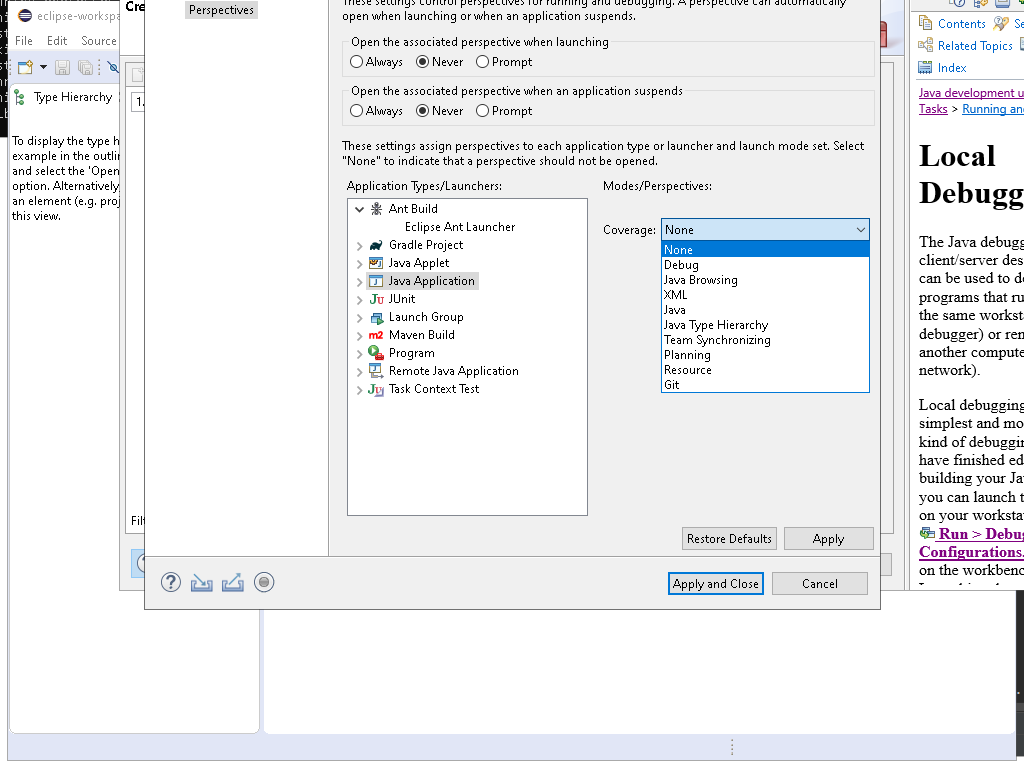 eclipse-workspa
File Edit Source
Type Hierarchy
To display the type h
example in the outlin
and select the 'Open
option. Alternatively
an element (e.g. proj
this view.
Cre
1.
Filt
Perspectives
These settings control perspectives for running and debugging. A perspective can automatically
open when launching or when an application suspends.
Open the associated perspective when launching
Always Never Prompt
Open the associated perspective when an application suspends
Always Never Prompt
These settings assign perspectives to each application type or launcher and launch mode set. Select
"None" to indicate that a perspective should not be opened.
Application Types/Launchers:
Ant Build
Eclipse Ant Launcher
Gradle Project
Java Applet
Java Application
JUnit
Launch Group
m2 Maven Build
Program
Remote Java Application
Task Context Test
Modes/Perspectives:
Coverage: None
None
Debug
Java Browsing
XML
Java
Java Type Hierarchy
Team Synchronizing
Planning
Resource
Git
Restore Defaults Apply
Apply and Close Cancel
Contents Se
Related Topics
Index
Java development u
Tasks > Running and
Local
Debugg
The Java debugg
client/server des
can be used to de
programs that ru
the same worksta
debugger) or rem
another compute
network).
Local debugging
simplest and mo
kind of debuggin
have finished ed
building your Jav
you can launch t
on your workstat
Run > Debug
Configurations.
on the workbenc